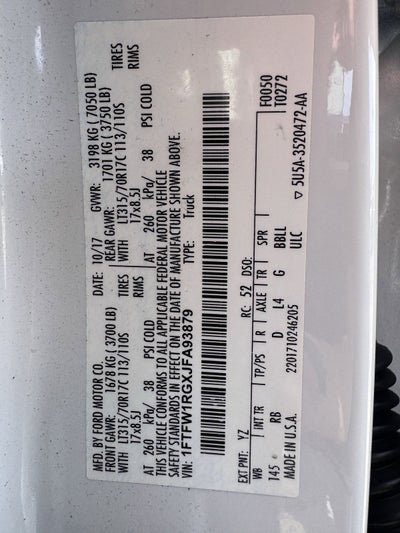 MFD. BY FORD MOTOR CO.
DATE: 10/17
GVWR: 3198 KG (7050 LB)
FRONT GAWR: 1678 KG (3700 LB)
REAR GAWR: 1701 KG (3750 LB)
WITH LT315/70R17C 113/110S TIRES
WITH LT315/70R17C 113/110S TIRES
17x8.5J RIMS
17x8.5J RIMS
AT 260 kPa/ 38 PSI COLD
AT 260 kPa/ 38 PSI COLD
THIS VEHICLE CONFORMS TO ALL APPLICABLE FEDERAL MOTOR VEHICLE
SAFETY STANDARDS IN EFFECT ON THE DATE OF MANUFACTURE SHOWN ABOVE.
VIN: 1FTFW1RGXJFA93879
TYPE: Truck
F0050
T0272
EXT PNT: YZ RC: 52 DSO:
WB INT TR TP/PS R AXLE TR SPR
145 RB D L4 G BBLL
ULC
MADE IN U.S.A. 2201710246205
▽ 5U5A-3520472-AA